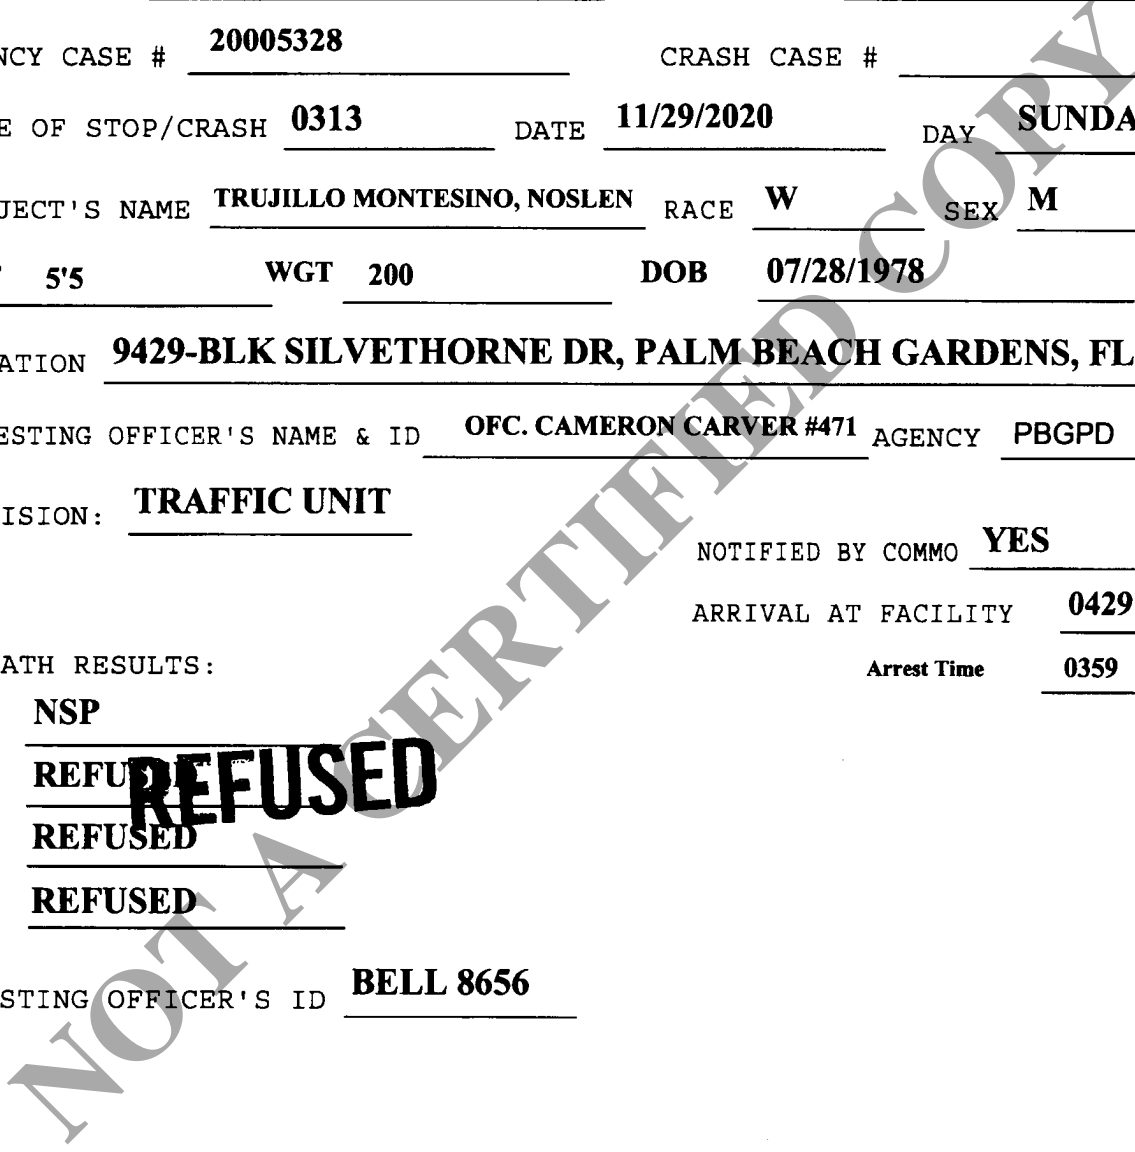 NCY CASE # 20005328 CRASH CASE #
E OF STOP/CRASH 0313 DATE 11/29/2020 DAY SUNDA
JECT'S NAME TRUJILLO MONTESINO, NOSLEN RACE W SEX M
5'5 WGT 200 DOB 07/28/1978
ATION 9429-BLK SILVETHORNE DR, PALM BEACH GARDENS, FL
ESTING OFFICER'S NAME & ID OFC. CAMERON CARVER #471 AGENCY PBGPD
ISION: TRAFFIC UNIT
NOTIFIED BY COMMO YES
ARRIVAL AT FACILITY 0429
ATH RESULTS: Arrest Time 0359
NSP
REFUSED
REFUSED
REFUSED
REFUSED
STING OFFICER'S ID BELL 8656
NOT A CERTIFIED COPY